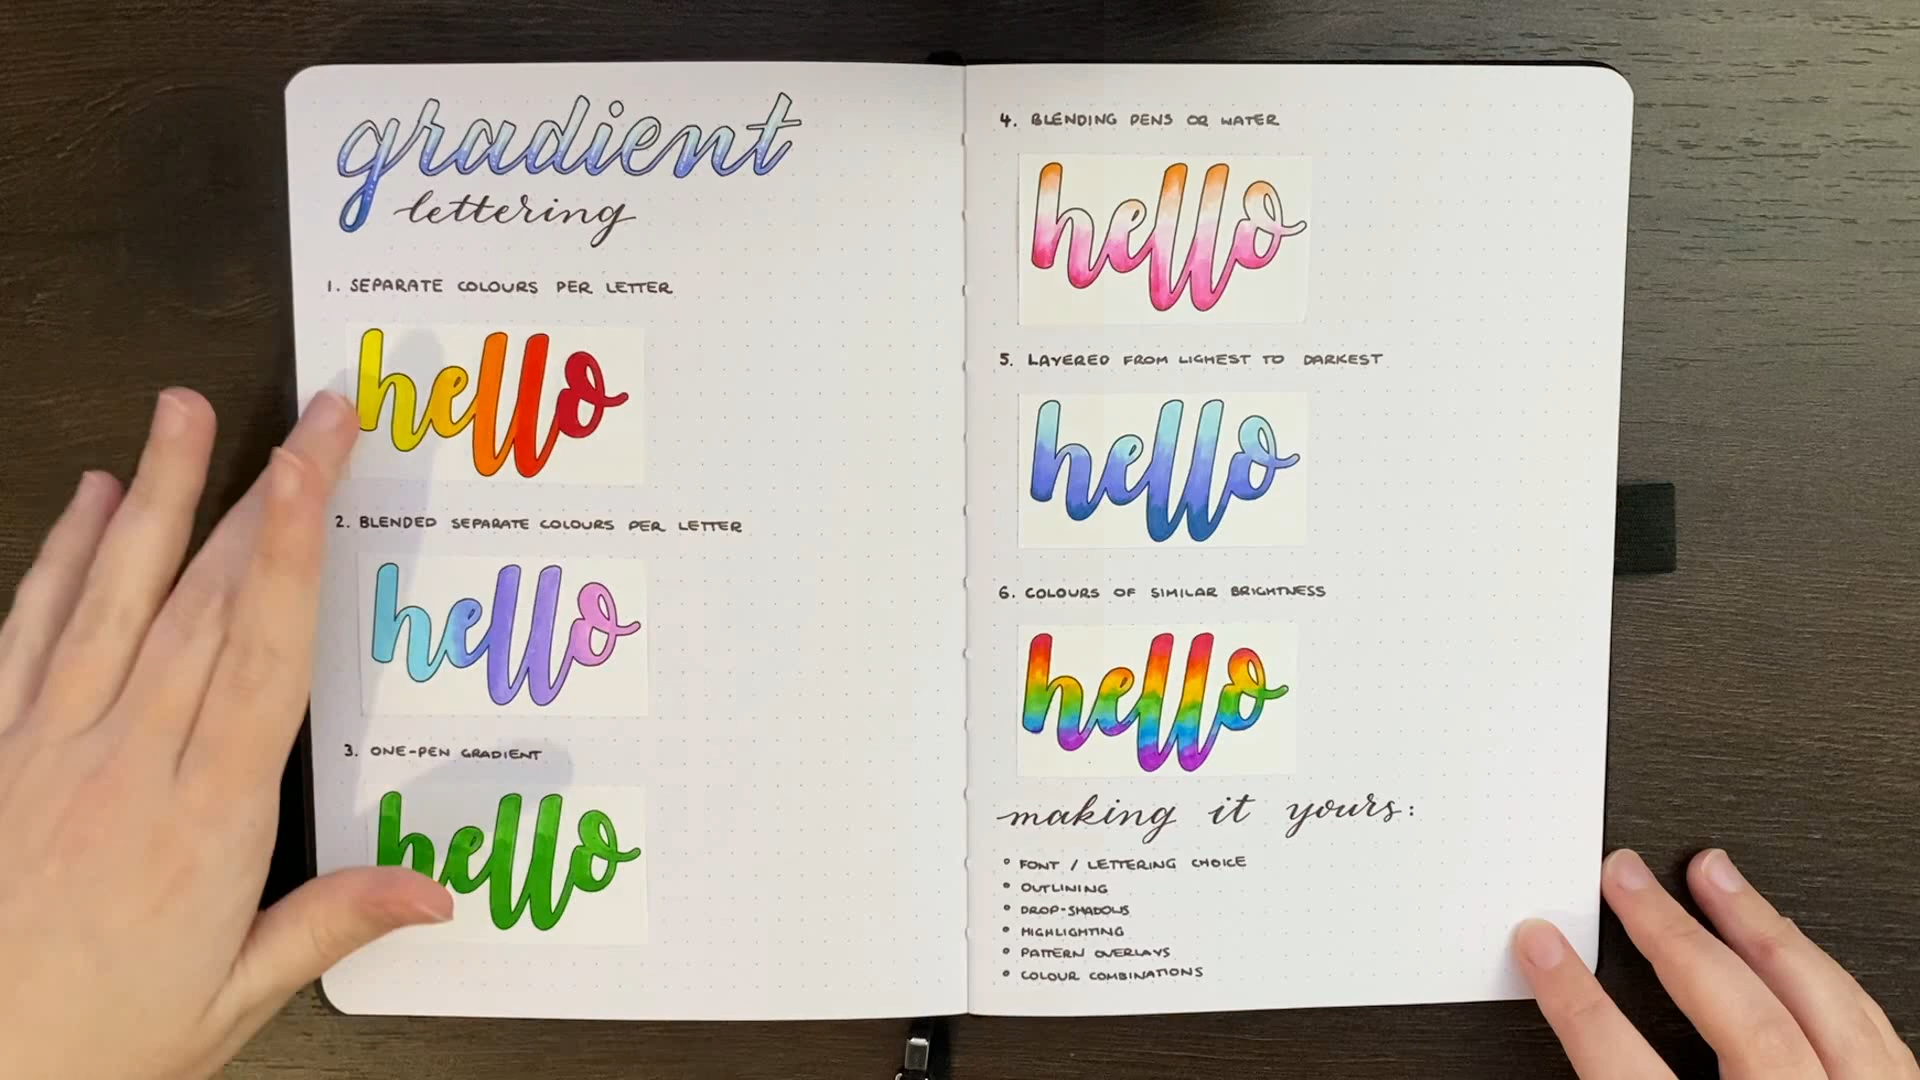 gradient
lettering
1. SEPARATE COLOURS PER LETTER
hello
2. BLENDED SEPARATE COLOURS PER LETTER
hello
3. ONE-PEN GRADIENT
hello
4. BLENDING PENS OR WATER
hello
5. LAYERED FROM LIGHEST TO DARKEST
hello
6. COLOURS OF SIMILAR BRIGHTNESS
hello
making it yours:
° FONT / LETTERING CHOICE
° OUTLINING
° DROP-SHADOWS
° HIGHLIGHTING
° PATTERN OVERLAYS
° COLOUR COMBINATIONS